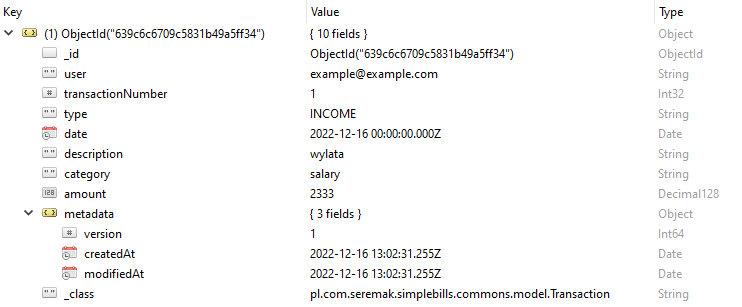 Key Value Type
(1) ObjectId("639c6c6709c5831b49a5ff34") { 10 fields } Object
_id ObjectId("639c6c6709c5831b49a5ff34") ObjectId
" " user example@example.com String
# transactionNumber 1 Int32
" " type INCOME String
date 2022-12-16 00:00:00.000Z Date
" " description wylata String
" " category salary String
123 amount 2333 Decimal128
metadata { 3 fields } Object
# version 1 Int64
createdAt 2022-12-16 13:02:31.255Z Date
modifiedAt 2022-12-16 13:02:31.255Z Date
" " _class pl.com.seremak.simplebills.commons.model.Transaction String